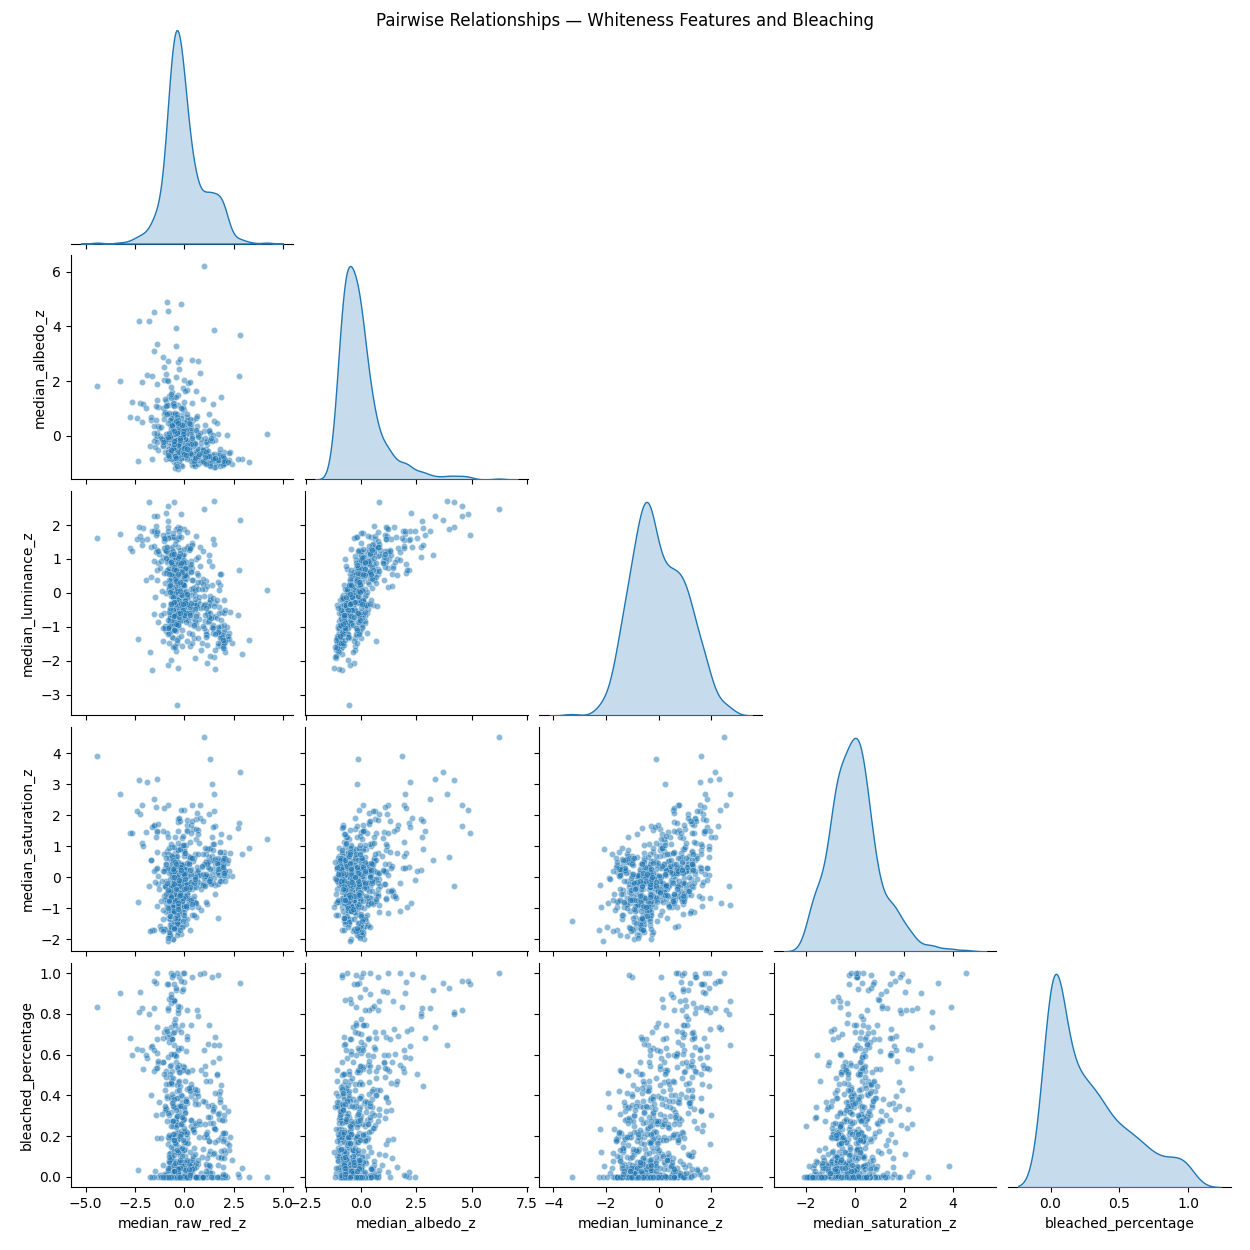 Pairwise Relationships — Whiteness Features and Bleaching
median_albedo_z
6
4
2
0
median_luminance_z
2
1
0
−1
−2
−3
median_saturation_z
4
3
2
1
0
−1
−2
bleached_percentage
1.0
0.8
0.6
0.4
0.2
0.0
−5.0 −2.5 0.0 2.5 5.0
−2.5 0.0 2.5 5.0 7.5
−4 −2 0 2
−2 0 2 4
0.0 0.5 1.0
median_raw_red_z median_albedo_z median_luminance_z median_saturation_z bleached_percentage